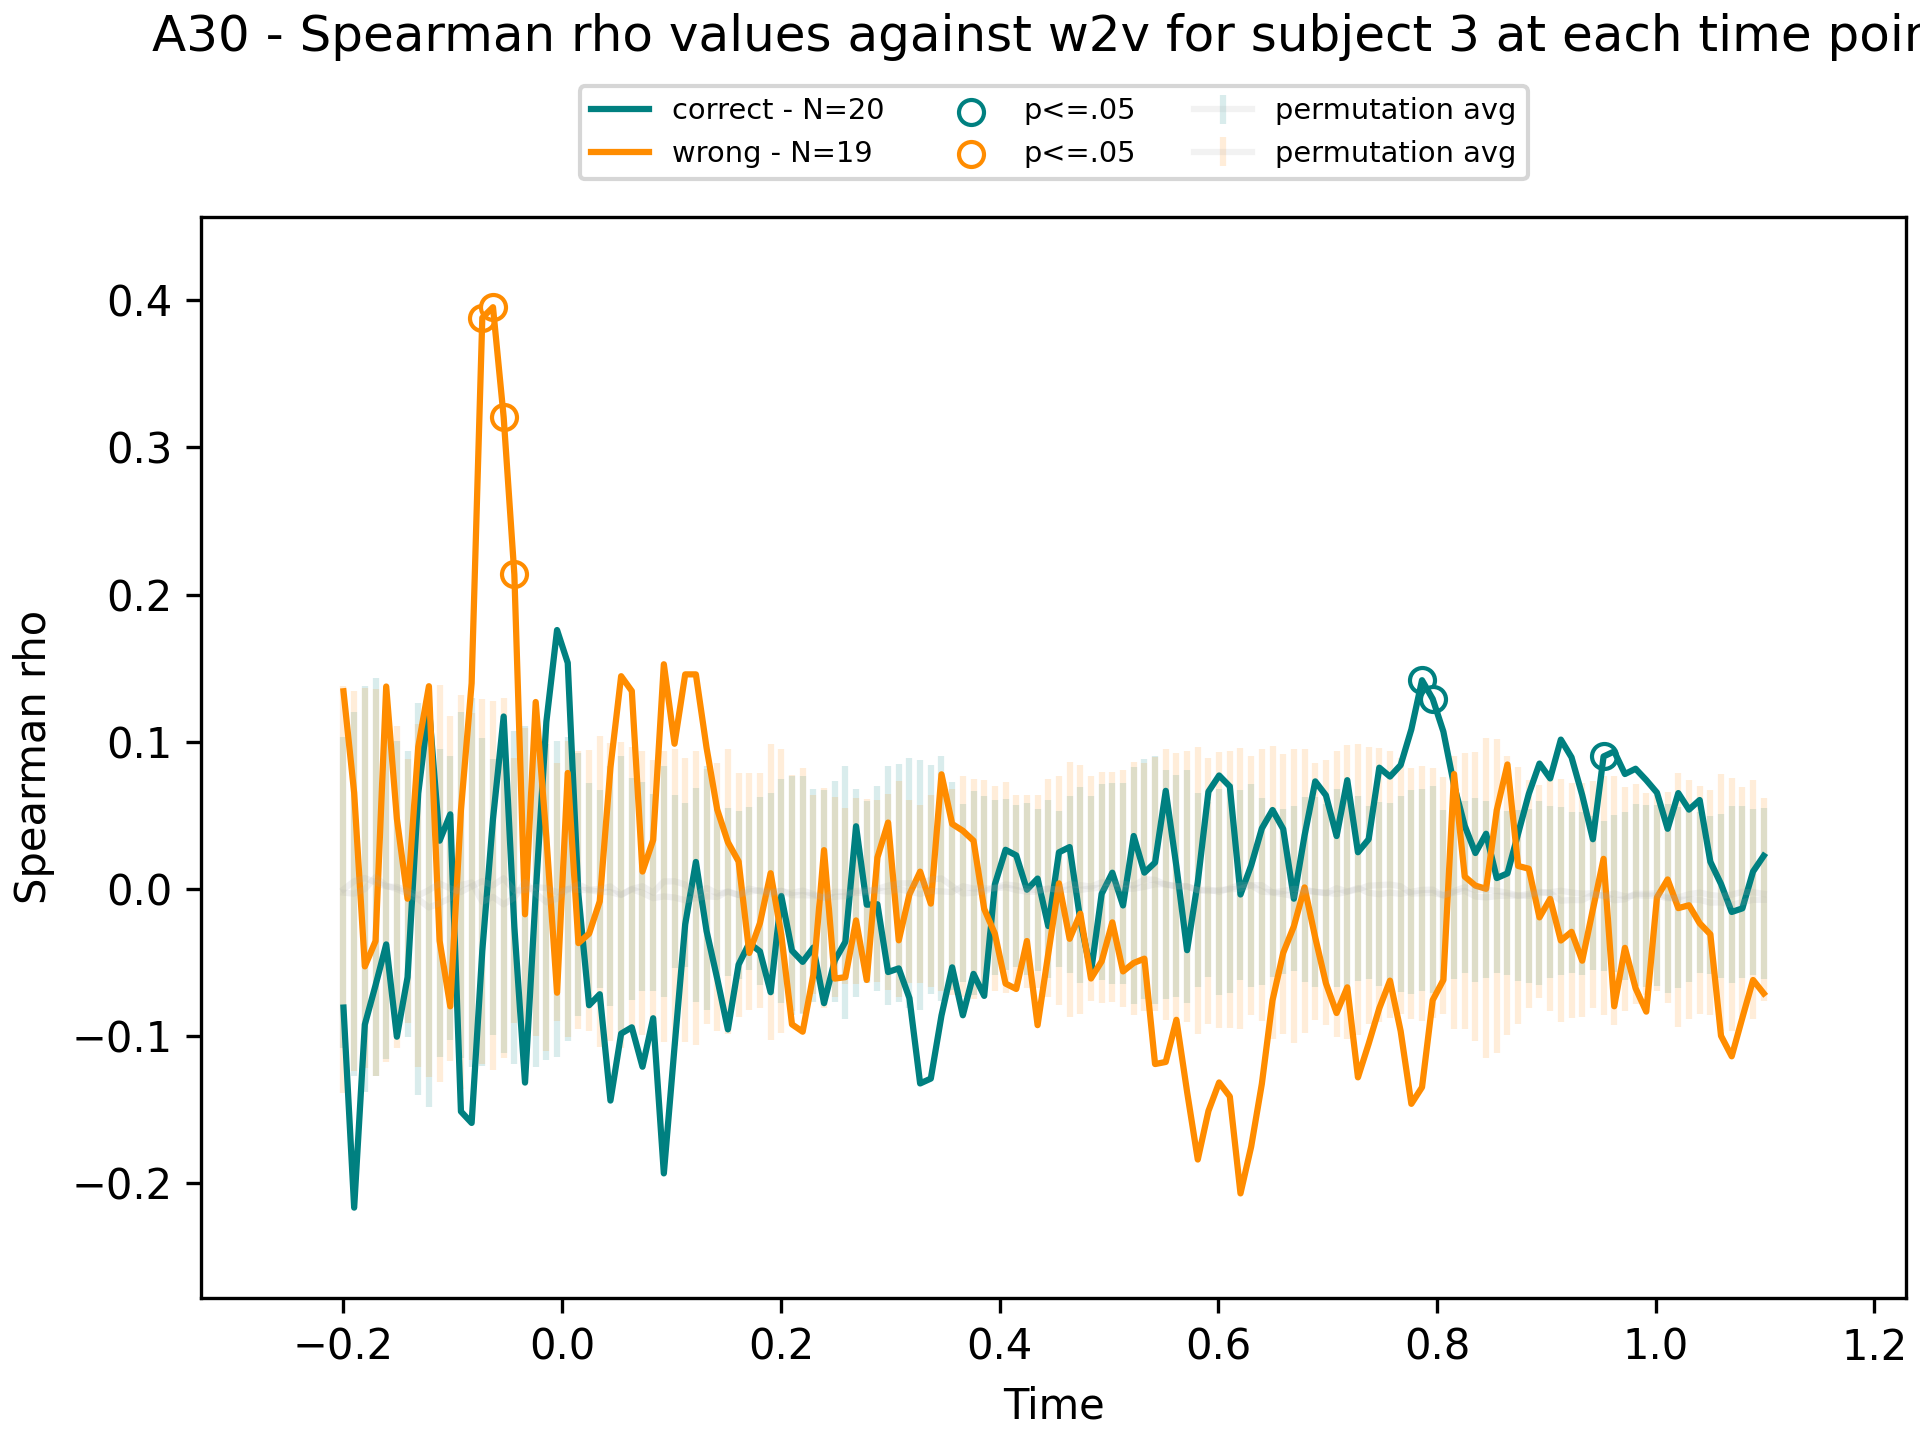 A30 - Spearman rho values against w2v for subject 3 at each time
correct - N=20
wrong - N=19
p<=.05
p<=.05
permutation avg
permutation avg
0.4
0.3
0.2
0.1
0.0
−0.1
−0.2
Spearman rho
−0.2 0.0 0.2 0.4 0.6 0.8 1.0 1.2
Time